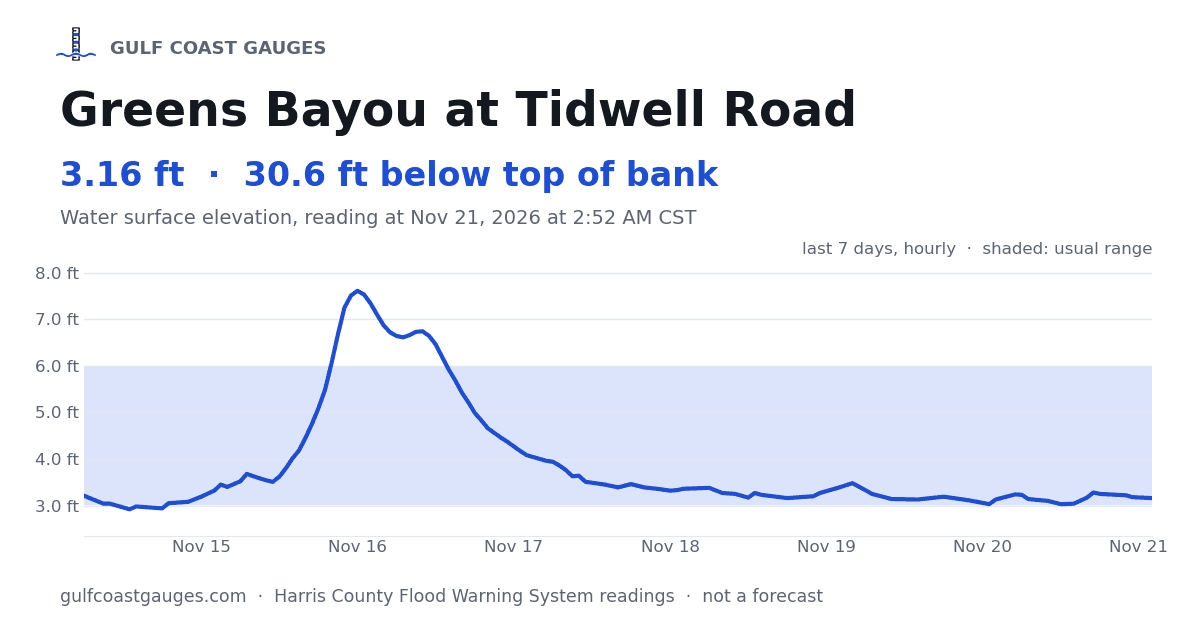 GULF COAST GAUGES
Greens Bayou at Tidwell Road
3.16 ft · 30.6 ft below top of bank
Water surface elevation, reading at Nov 21, 2026 at 2:52 AM CST
last 7 days, hourly · shaded: usual range
8.0 ft
7.0 ft
6.0 ft
5.0 ft
4.0 ft
3.0 ft
Nov 15 Nov 16 Nov 17 Nov 18 Nov 19 Nov 20 Nov 21
gulfcoastgauges.com · Harris County Flood Warning System readings · not a forecast